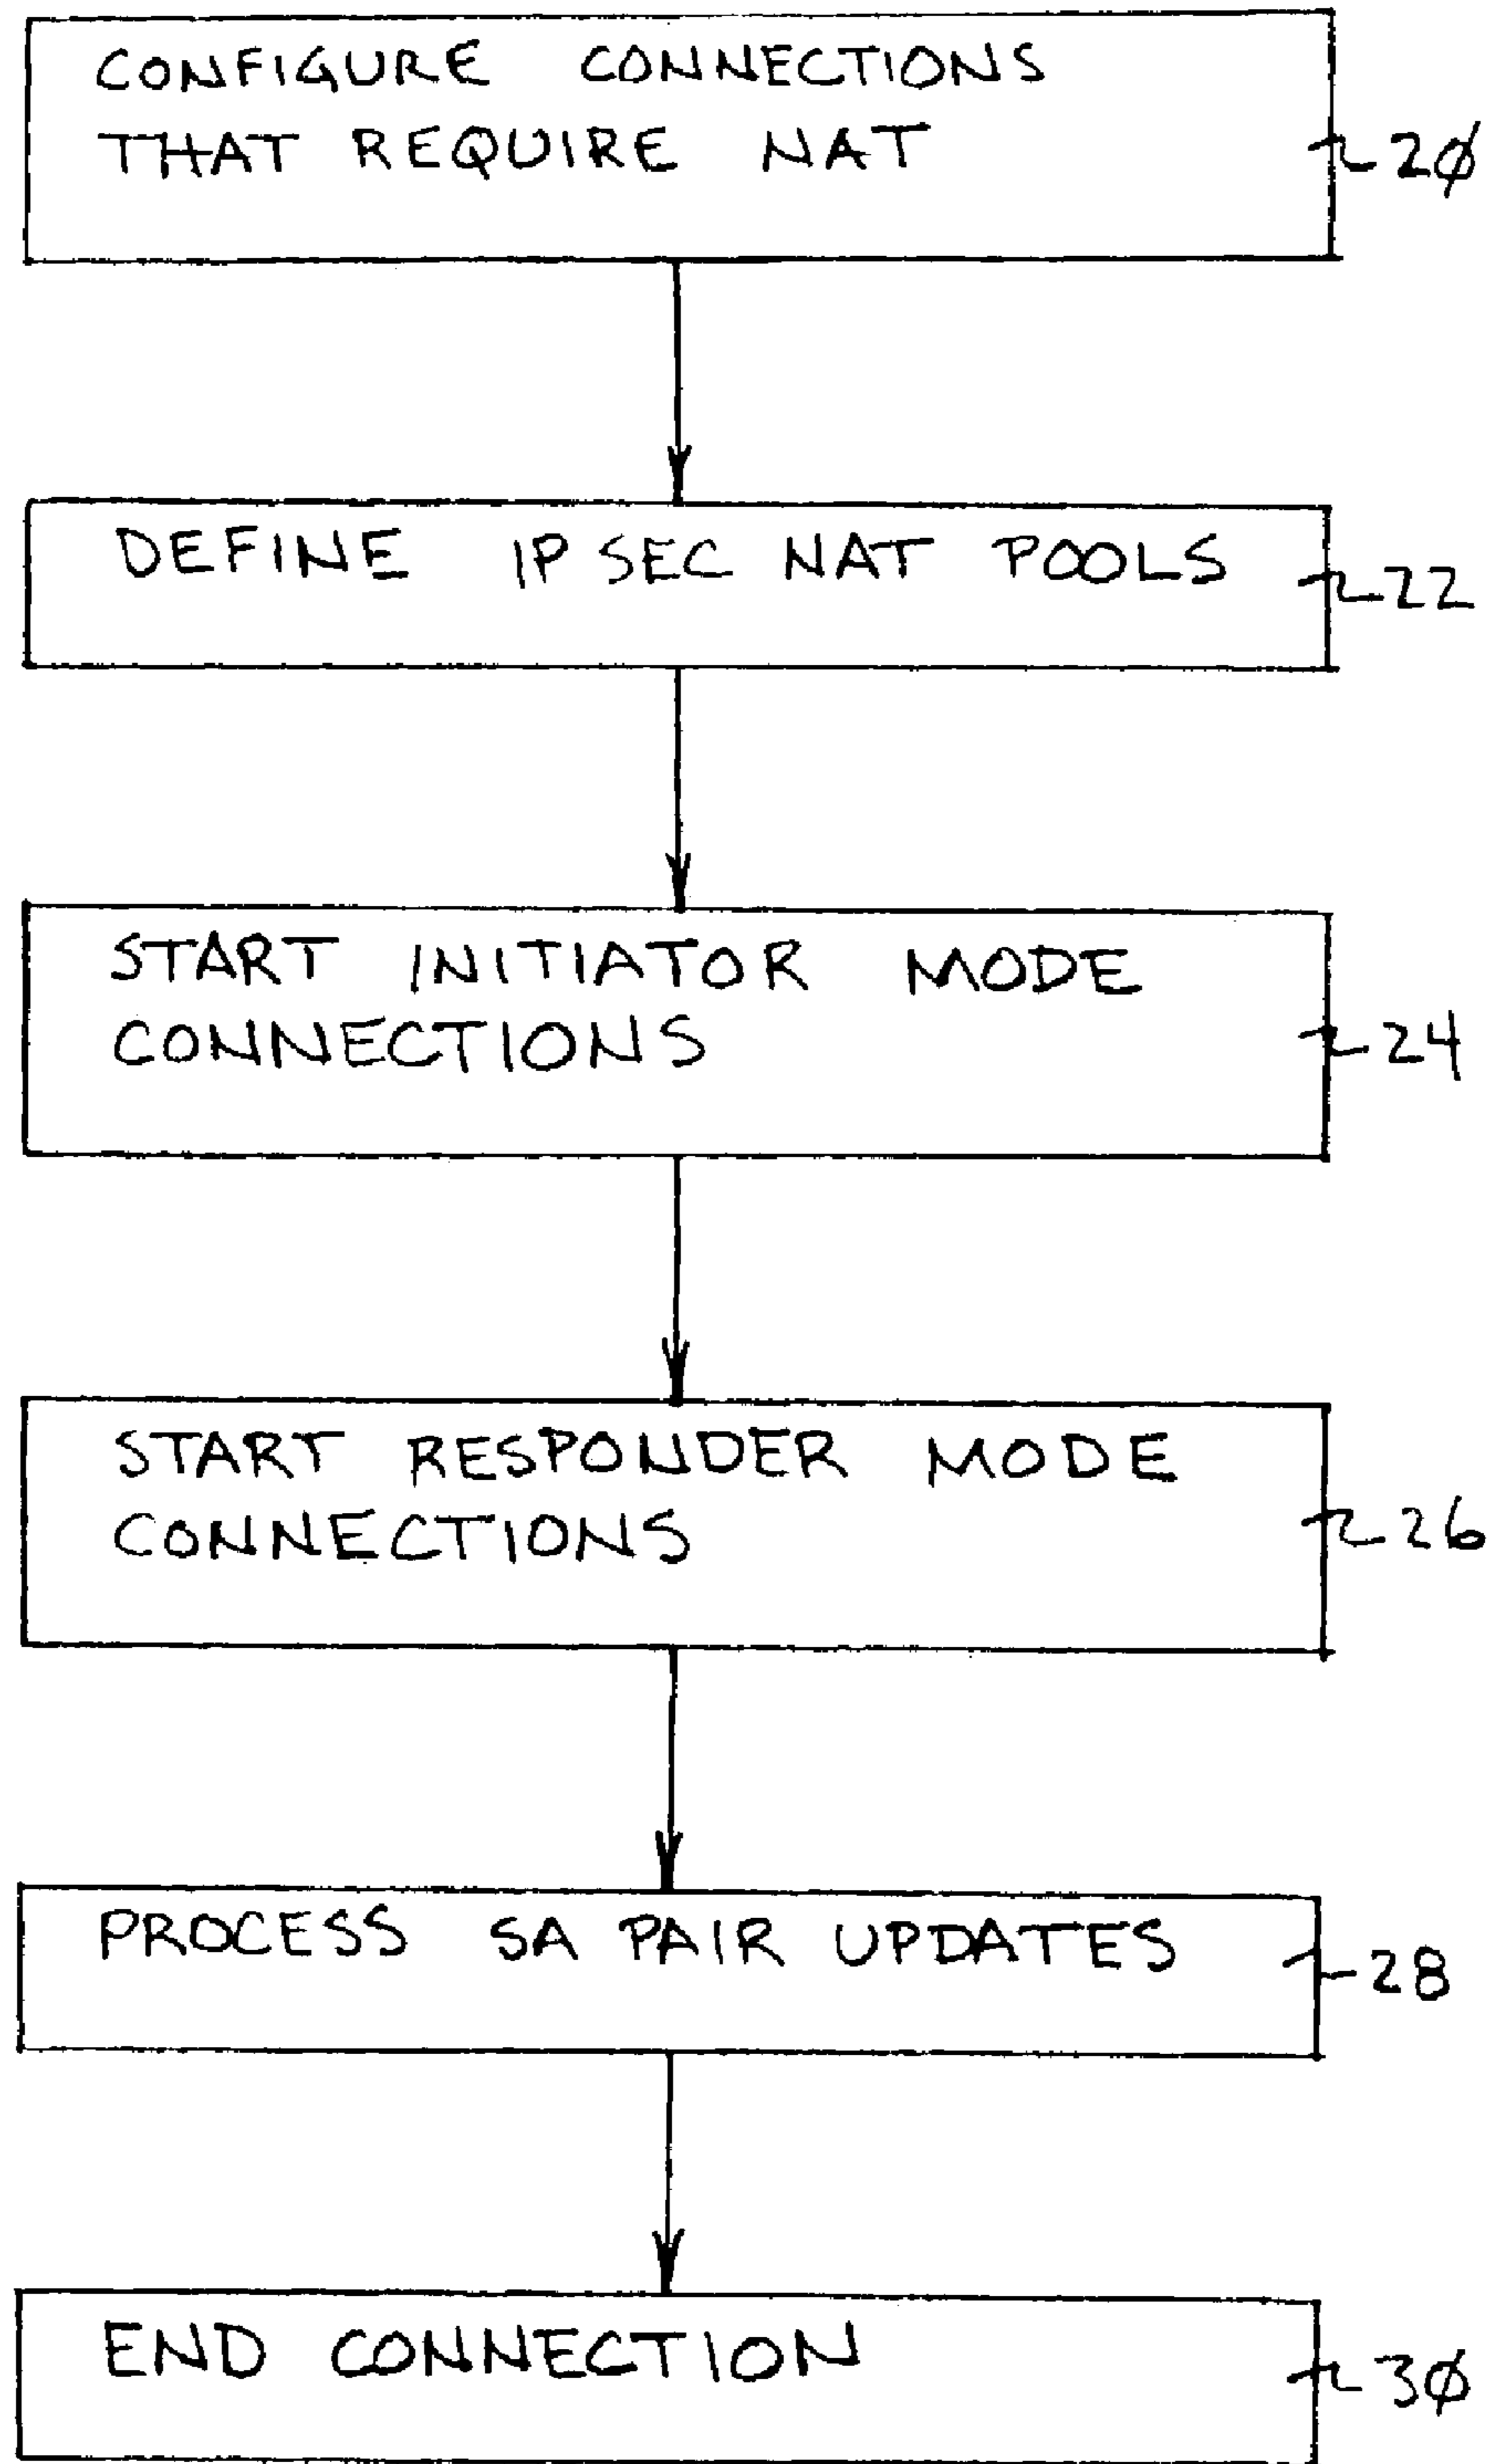 CONFIGURE CONNECTIONS
THAT REQUIRE NAT
20
DEFINE IP SEC NAT POOLS
22
START INITIATOR MODE
CONNECTIONS
24
START RESPONDER MODE
CONNECTIONS
26
PROCESS SA PAIR UPDATES
28
END CONNECTION
30